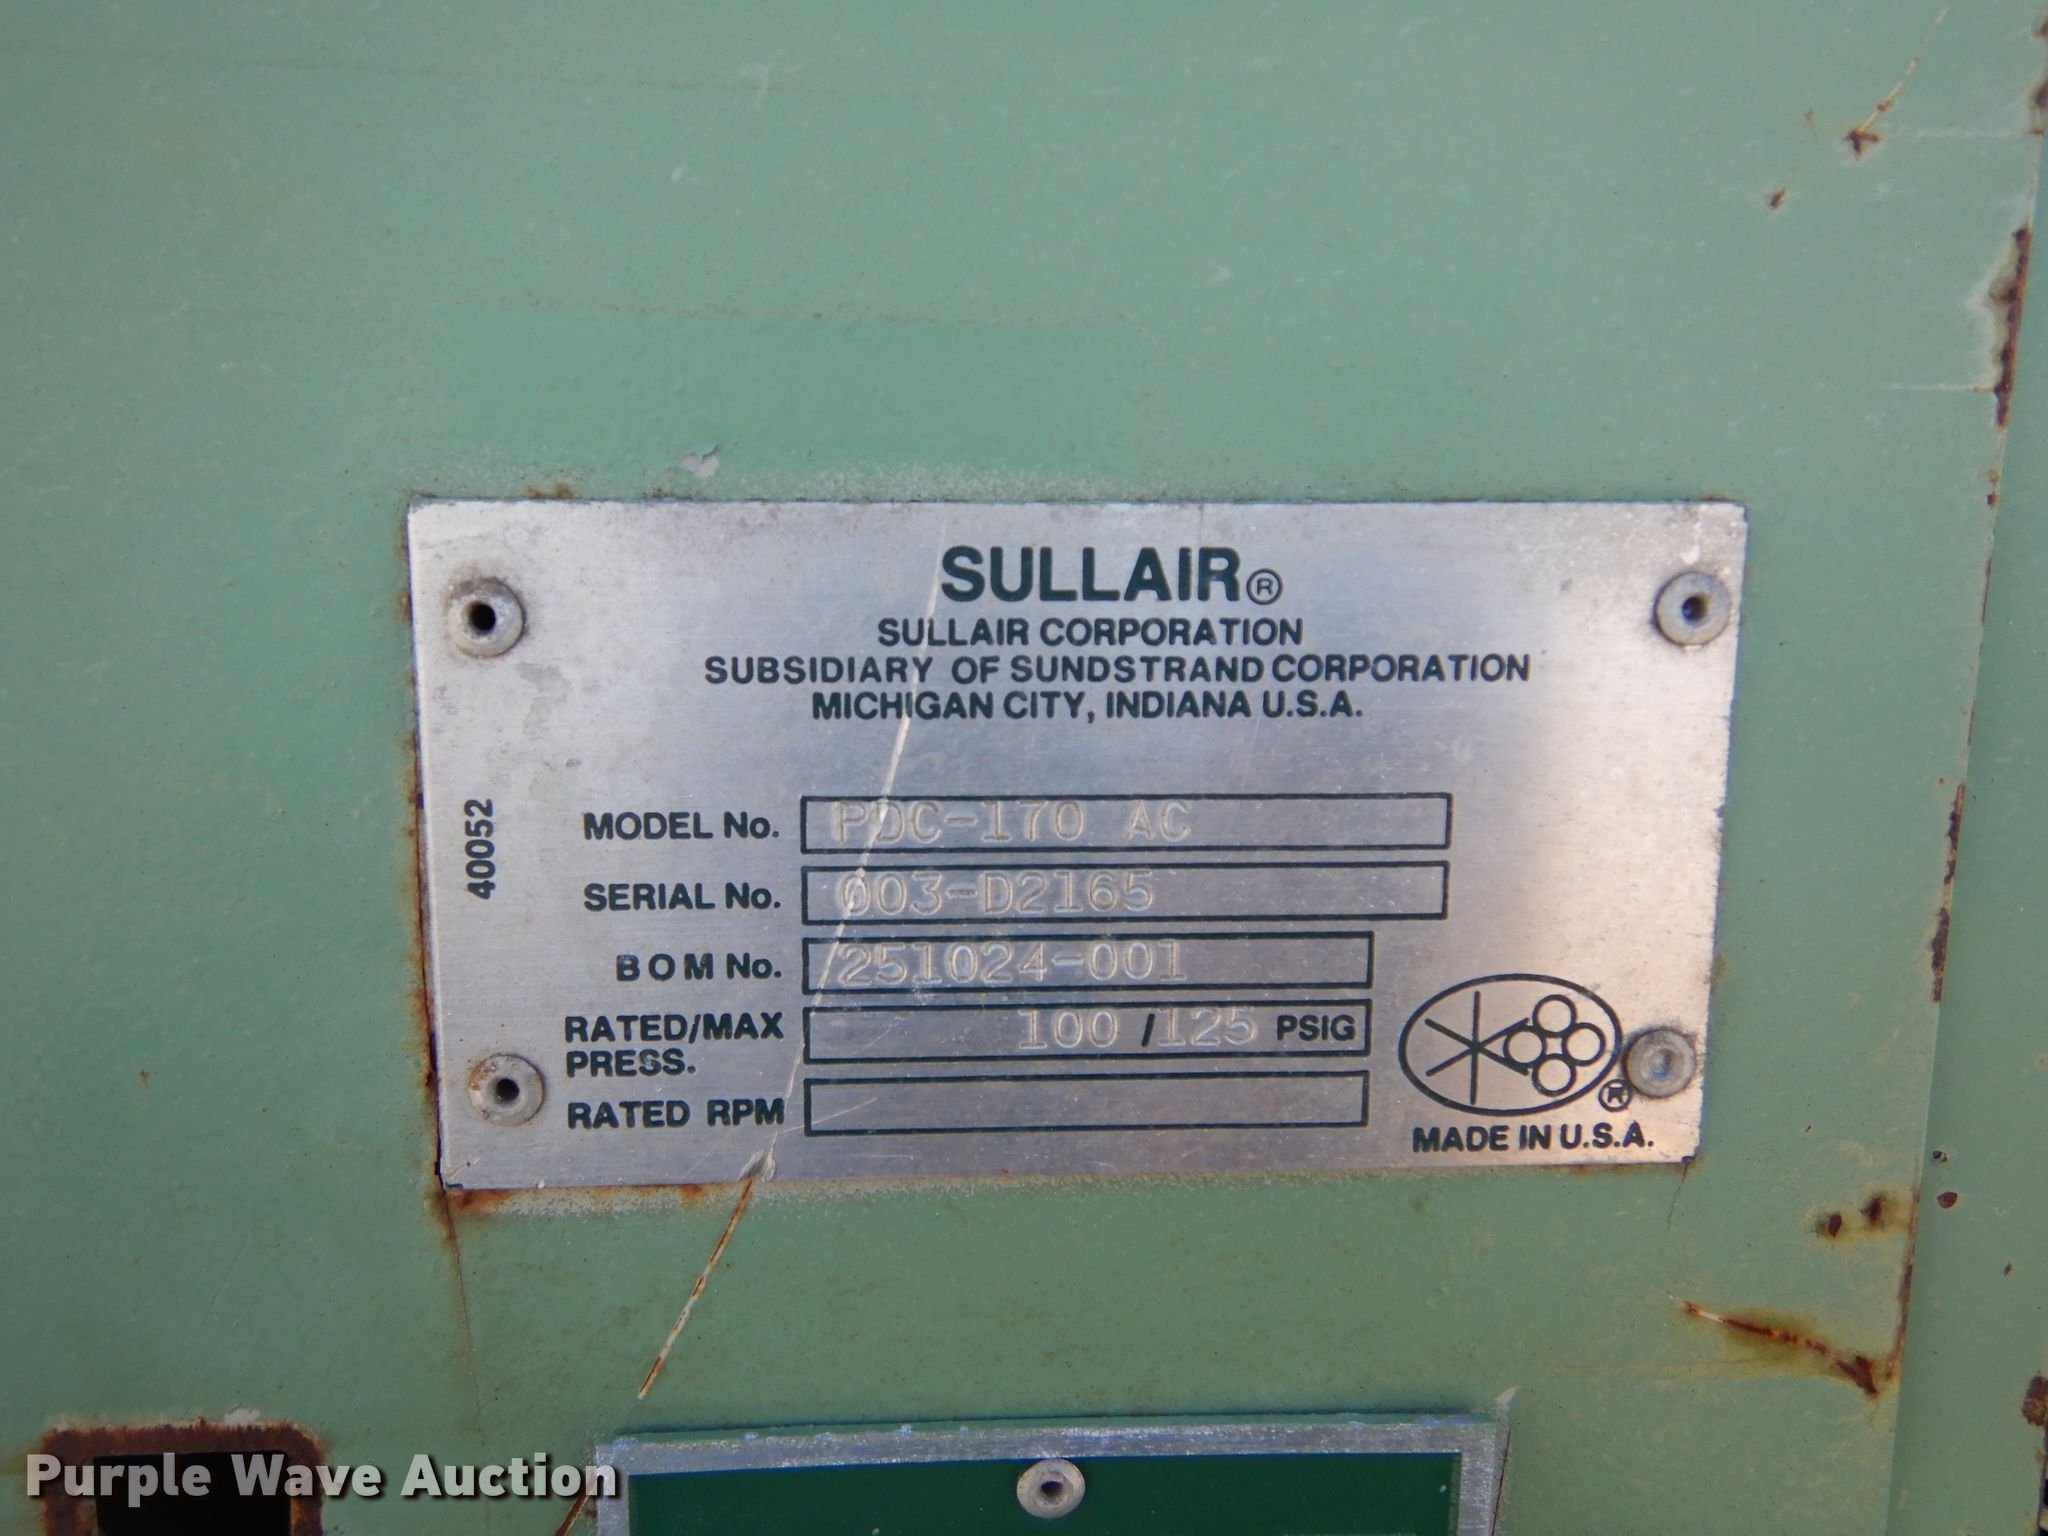 SULLAIR®
SULLAIR CORPORATION
SUBSIDIARY OF SUNDSTRAND CORPORATION
MICHIGAN CITY, INDIANA U.S.A.
40052
MODEL No. PDC-170 AC
SERIAL No. 003-D2165
B O M No. 251024-001
RATED/MAX PRESS. 100 / 125 PSIG
RATED RPM
®
MADE IN U.S.A.
Purple Wave Auction